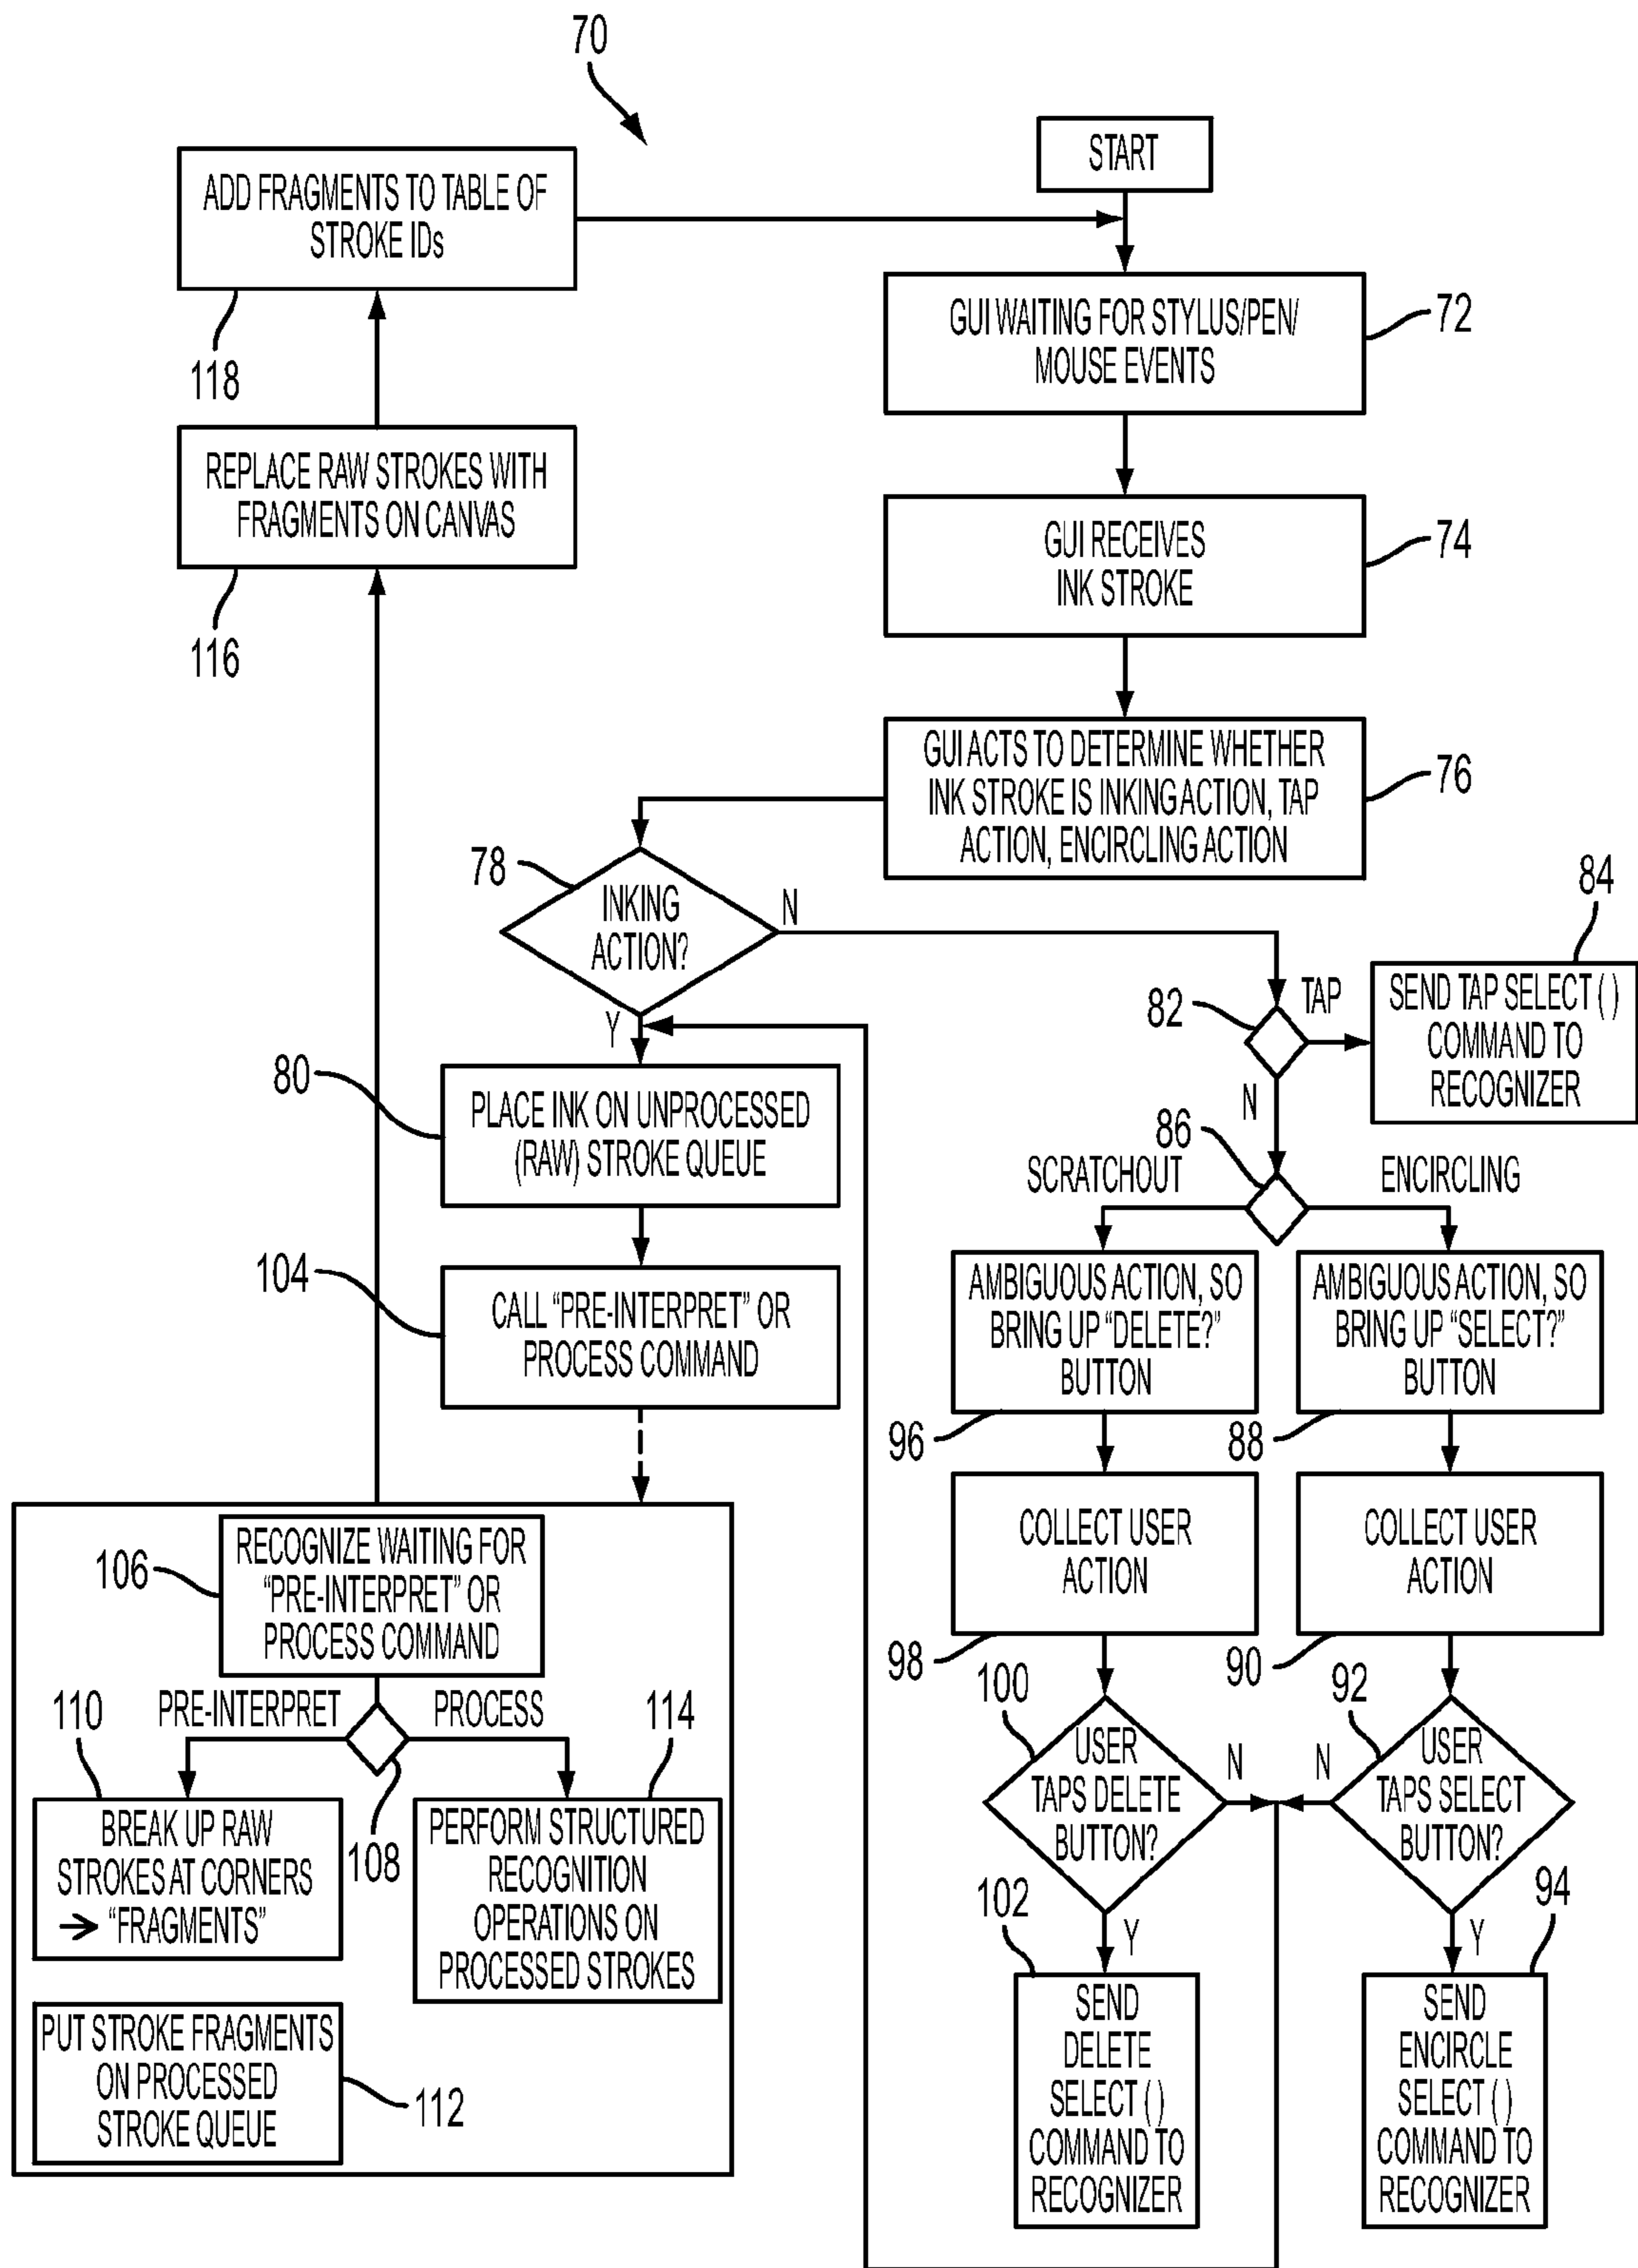 70
START
ADD FRAGMENTS TO TABLE OF
STROKE IDs
118
GUI WAITING FOR STYLUS/PEN/
MOUSE EVENTS
72
REPLACE RAW STROKES WITH
FRAGMENTS ON CANVAS
116
GUI RECEIVES
INK STROKE
74
GUI ACTS TO DETERMINE WHETHER
INK STROKE IS INKING ACTION, TAP
ACTION, ENCIRCLING ACTION
76
78
INKING
ACTION?
N
Y
82
TAP
84
SEND TAP SELECT ( )
COMMAND TO
RECOGNIZER
N
80
PLACE INK ON UNPROCESSED
(RAW) STROKE QUEUE
86
SCRATCHOUT
ENCIRCLING
104
CALL “PRE-INTERPRET” OR
PROCESS COMMAND
AMBIGUOUS ACTION, SO
BRING UP “DELETE?”
BUTTON
96
AMBIGUOUS ACTION, SO
BRING UP “SELECT?”
BUTTON
88
COLLECT USER
ACTION
98
COLLECT USER
ACTION
90
106
RECOGNIZE WAITING FOR
“PRE-INTERPRET” OR
PROCESS COMMAND
110
PRE-INTERPRET
PROCESS
114
108
BREAK UP RAW
STROKES AT CORNERS
→ “FRAGMENTS”
PERFORM STRUCTURED
RECOGNITION
OPERATIONS ON
PROCESSED STROKES
PUT STROKE FRAGMENTS
ON PROCESSED
STROKE QUEUE
112
100
USER
TAPS DELETE
BUTTON?
N
Y
92
USER
TAPS SELECT
BUTTON?
N
Y
102
SEND
DELETE
SELECT ( )
COMMAND TO
RECOGNIZER
94
SEND
ENCIRCLE
SELECT ( )
COMMAND TO
RECOGNIZER